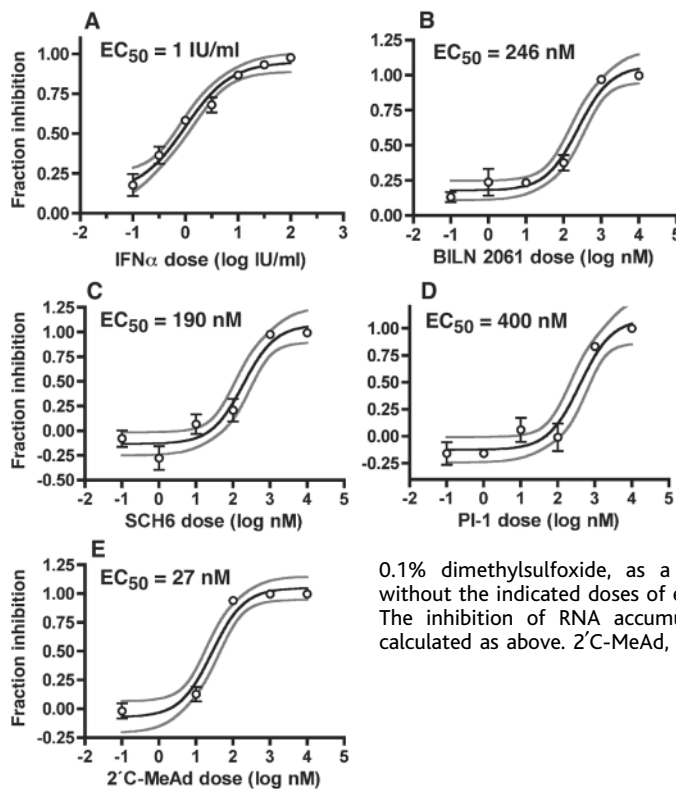 A
EC50 = 1 IU/ml
Fraction inhibition
1.00
0.75
0.50
0.25
0.00
-2 -1 0 1 2 3
IFNα dose (log IU/ml)
B
EC50 = 246 nM
1.25
1.00
0.75
0.50
0.25
0.00
-2 -1 0 1 2 3 4 5
BILN 2061 dose (log nM)
C
EC50 = 190 nM
Fraction inhibition
1.25
1.00
0.75
0.50
0.25
0.00
-0.25
-0.50
-2 -1 0 1 2 3 4 5
SCH6 dose (log nM)
D
EC50 = 400 nM
1.00
0.75
0.50
0.25
0.00
-0.25
-2 -1 0 1 2 3 4 5
PI-1 dose (log nM)
E
EC50 = 27 nM
Fraction inhibition
1.25
1.00
0.75
0.50
0.25
0.00
-0.25
-2 -1 0 1 2 3 4 5
2′C-MeAd dose (log nM)
0.1% dimethylsulfoxide, as a
without the indicated doses of e
The inhibition of RNA accumu
calculated as above. 2′C-MeAd,